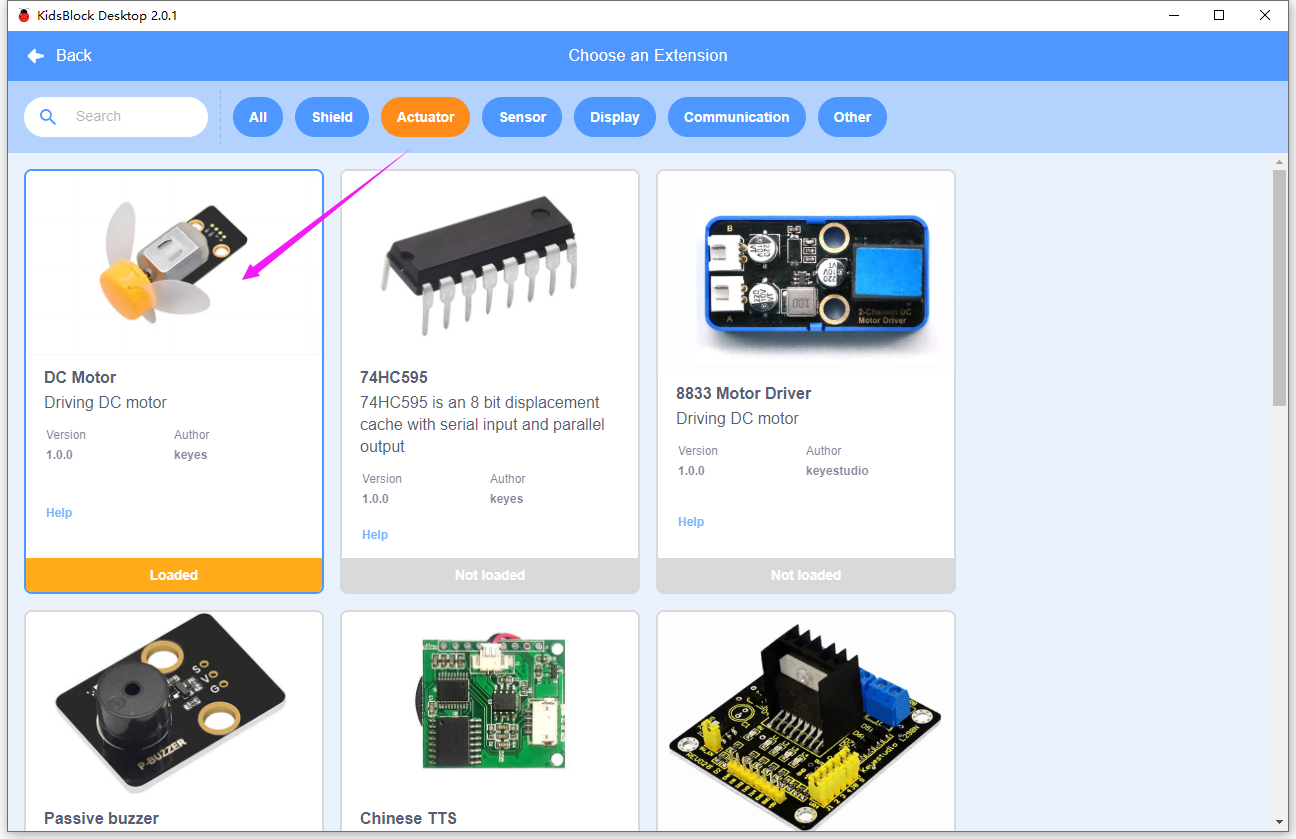 KidsBlock Desktop 2.0.1
Back
Choose an Extension
Search
All
Shield
Actuator
Sensor
Display
Communication
Other
DC Motor
Driving DC motor
Version
Author
1.0.0
keyes
Help
Loaded
74HC595
74HC595 is an 8 bit displacement
cache with serial input and parallel
output
Version
Author
1.0.0
keyes
Help
Not loaded
B
A
2-Channel DC
Motor Driver
8833 Motor Driver
Driving DC motor
Version
Author
1.0.0
keyestudio
Help
Not loaded
S
V
G
P-BUZZER
Passive buzzer
Chinese TTS
Keyestudio L298N